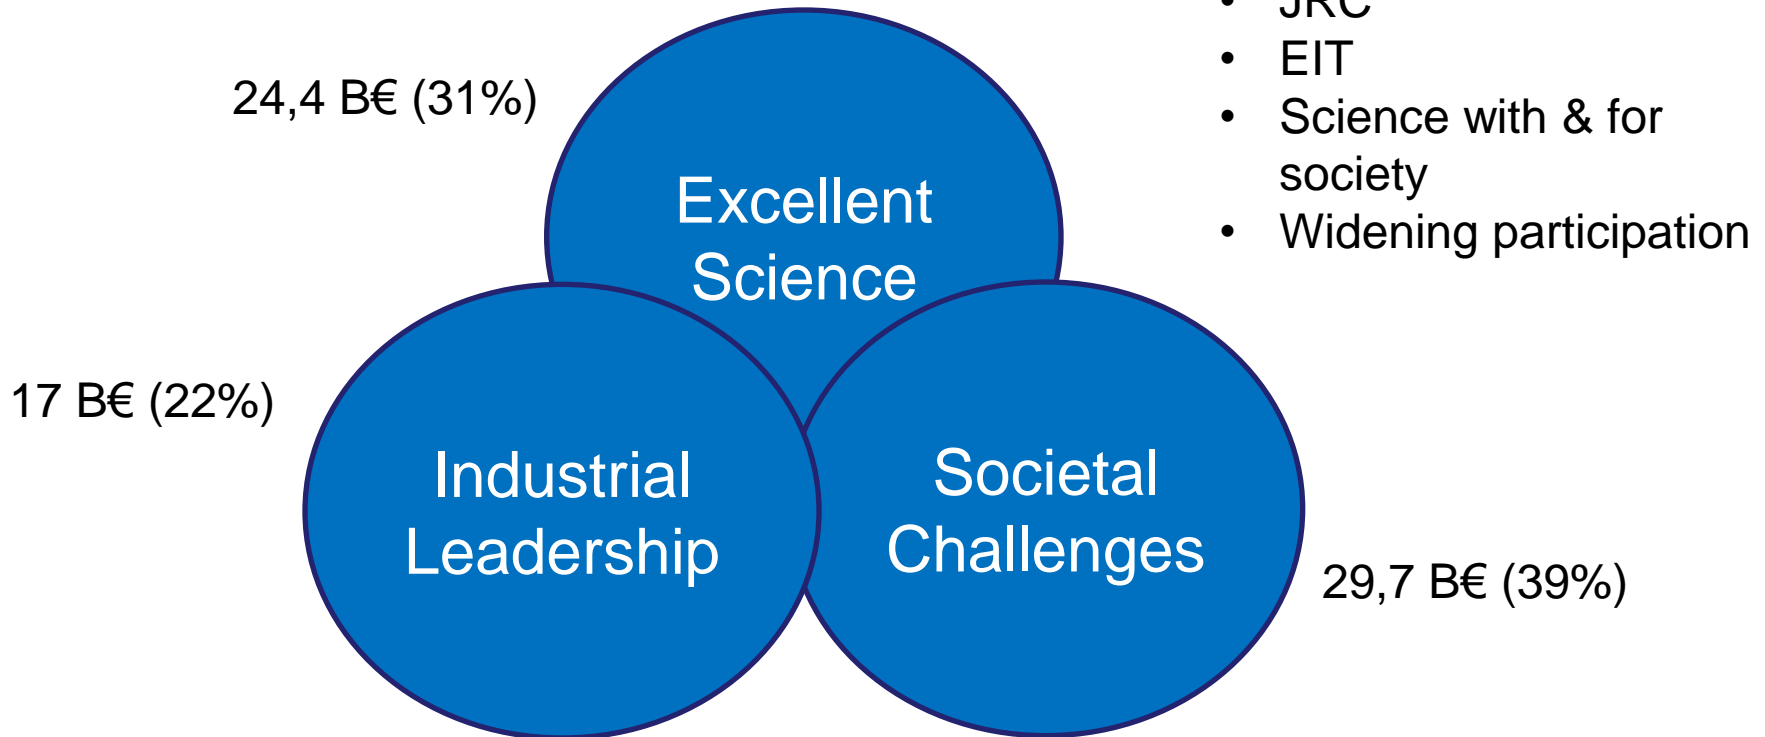 • JRC
• EIT
• Science with & for
society
• Widening participation
24,4 B€ (31%)
Excellent
Science
17 B€ (22%)
Industrial
Leadership
Societal
Challenges
29,7 B€ (39%)